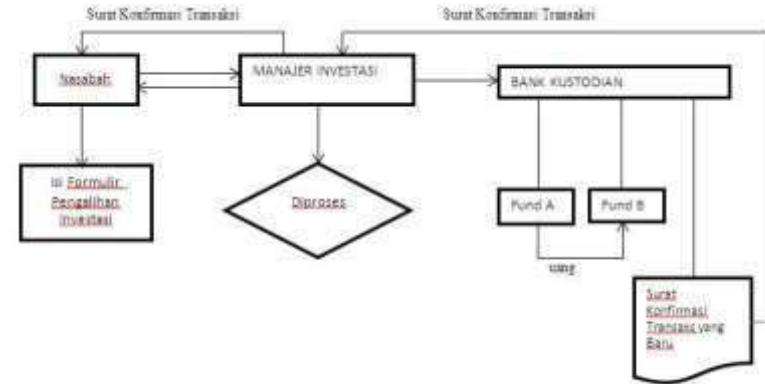 Surat Konfirmasi Transaksi
Surat Konfirmasi Transaksi
Nasabah
MANAJER INVESTASI
BANK KUSTODIAN
Isi Formulir
Pengalihan
Investasi
Diproses
Fund A
Fund B
uang
Surat
Konfirmasi
Transaks yang
Baru